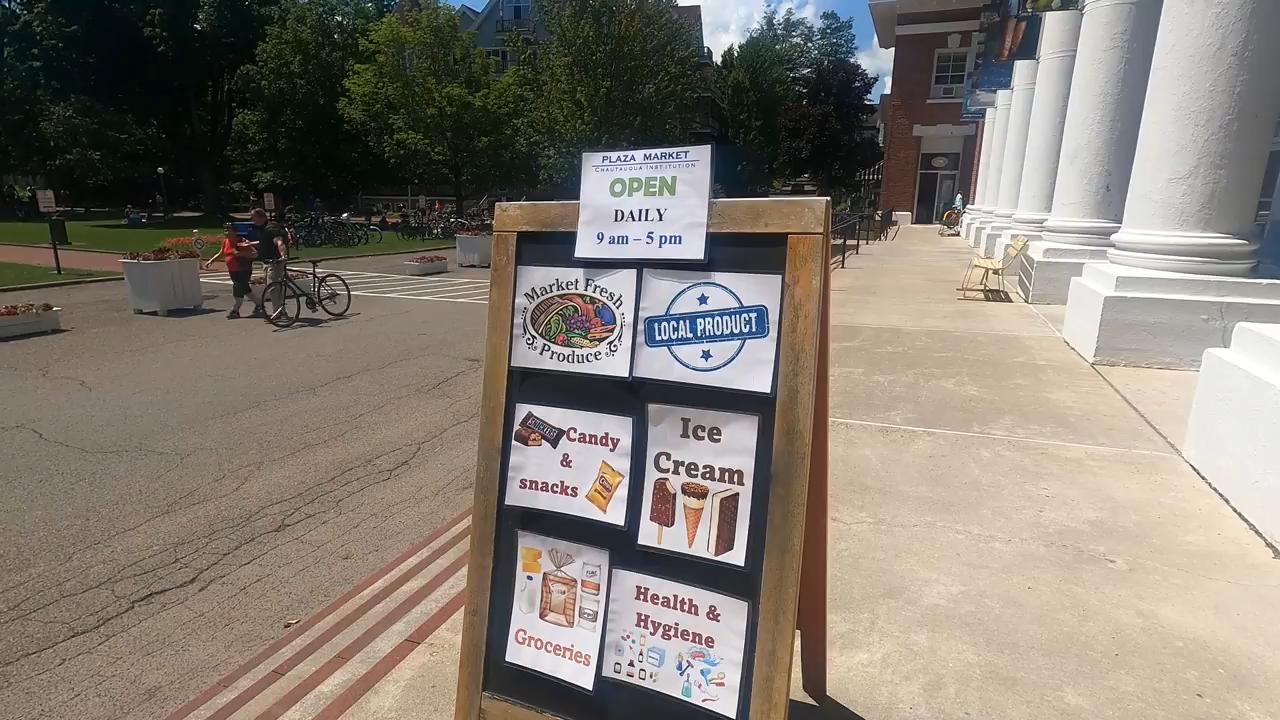 PLAZA MARKET
CHAUTAUQUA INSTITUTION
OPEN
DAILY
9 am – 5 pm
Market Fresh
Produce
LOCAL PRODUCT
SNICKERS
Candy
&
snacks
Ice
Cream
Groceries
Health &
Hygiene